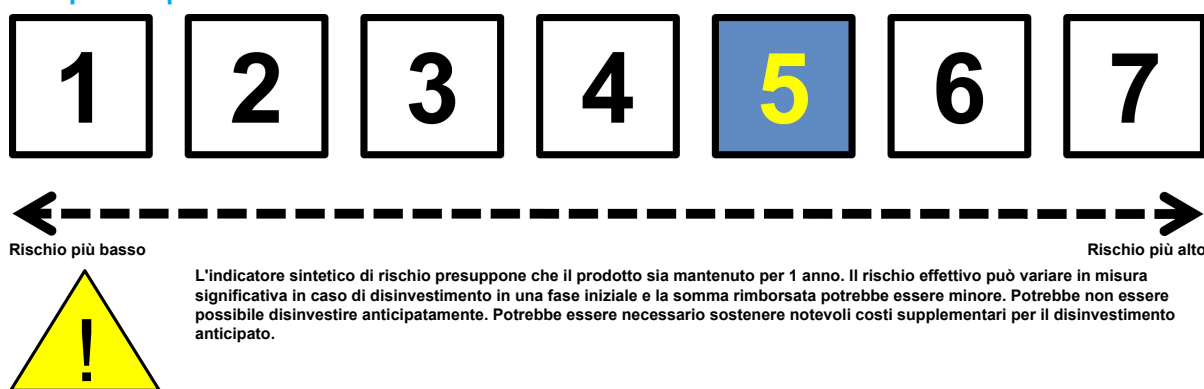 1 2 3 4 5 6 7
Rischio più basso Rischio più alto
L'indicatore sintetico di rischio presuppone che il prodotto sia mantenuto per 1 anno. Il rischio effettivo può variare in misura
significativa in caso di disinvestimento in una fase iniziale e la somma rimborsata potrebbe essere minore. Potrebbe non essere
possibile disinvestire anticipatamente. Potrebbe essere necessario sostenere notevoli costi supplementari per il disinvestimento
anticipato.
!